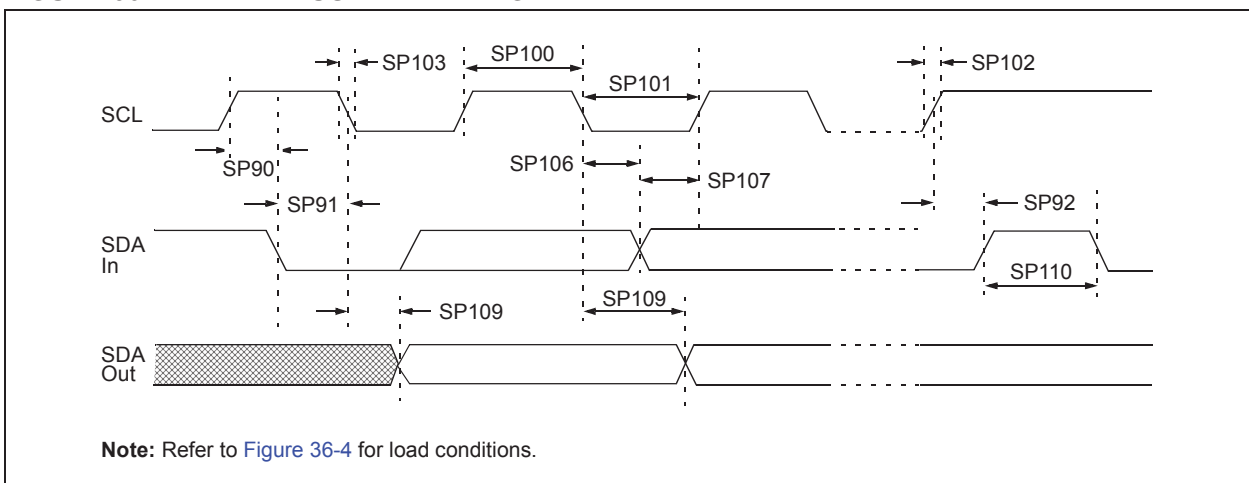 SP103
SP100
SP102
SP101
SCL
SP90
SP106
SP107
SP91
SP92
SDA
In
SP110
SP109
SP109
SDA
Out
Note: Refer to Figure 36-4 for load conditions.